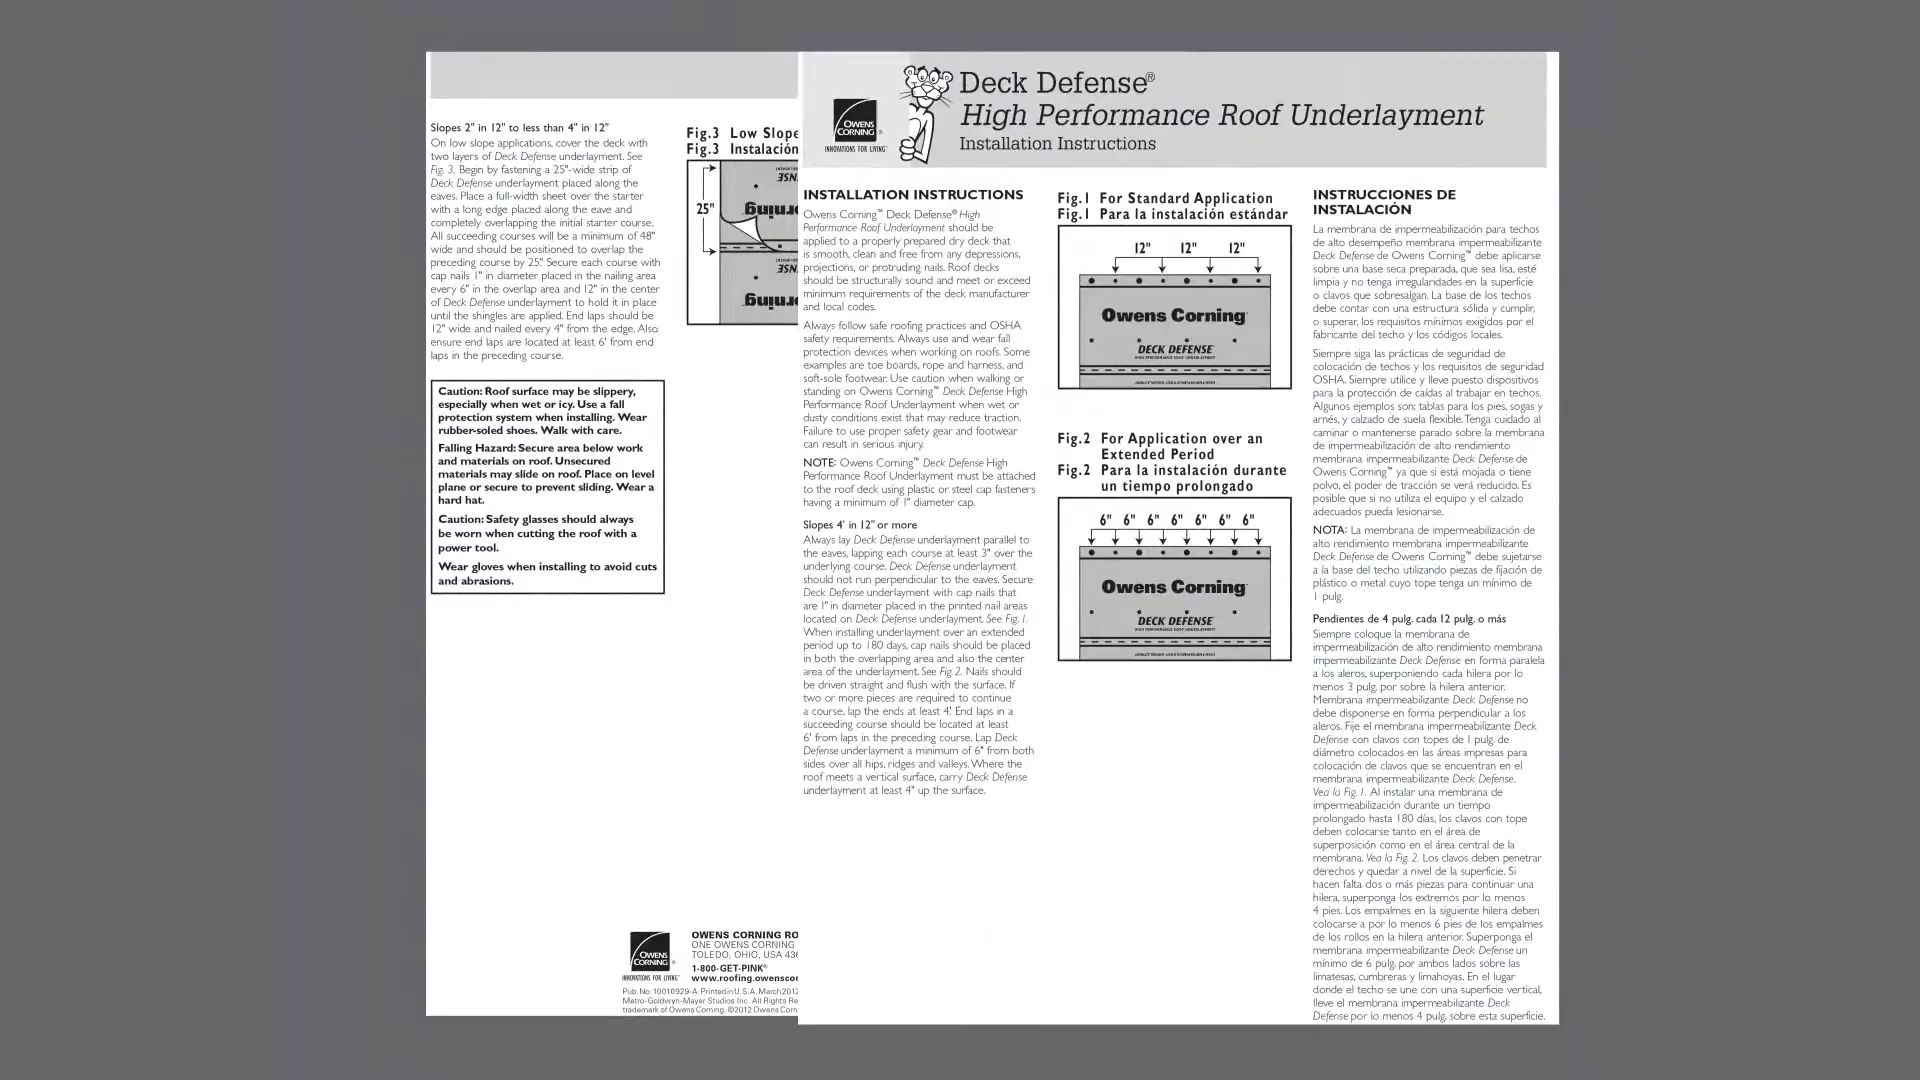 Slopes 2" in 12" to less than 4" in 12"
On low slope applications, cover the deck with
two layers of Deck Defense underlayment. See
Fig. 3. Begin by fastening a 25"-wide strip of
Deck Defense underlayment placed along the
eaves. Place a full-width sheet over the starter
with a long edge placed along the eave and
completely overlapping the initial starter course.
All succeeding courses will be a minimum of 48"
wide and should be positioned to overlap the
preceding course by 25". Secure each course with
cap nails 1" in diameter placed in the nailing area
every 6" in the overlap area and 12" in the center
of Deck Defense underlayment to hold it in place
until the shingles are applied. End laps should be
12" wide and nailed every 4" from the edge. Also
ensure end laps are located at least 6' from end
laps in the preceding course.
Caution: Roof surface may be slippery,
especially when wet or icy. Use a fall
protection system when installing. Wear
rubber-soled shoes. Walk with care.
Falling Hazard: Secure area below work
and materials on roof. Unsecured
materials may slide on roof. Place on level
plane or secure to prevent sliding. Wear a
hard hat.
Caution: Safety glasses should always
be worn when cutting the roof with a
power tool.
Wear gloves when installing to avoid cuts
and abrasions.
Fig.3 Low Slope
Fig.3 Instalación
25"
OWENS
CORNING
INNOVATIONS FOR LIVING™
OWENS CORNING RO
ONE OWENS CORNING
TOLEDO, OHIO, USA 436
1-800-GET-PINK®
www.roofing.owenscor
Pub. No. 10010929-A. Printed in U. S. A. March 2012
Metro-Goldwyn-Mayer Studios Inc. All Rights Re
trademark of Owens Corning. ©2012 Owens Corn
OWENS
CORNING
INNOVATIONS FOR LIVING™
Deck Defense®
High Performance Roof Underlayment
Installation Instructions
INSTALLATION INSTRUCTIONS
Owens Corning™ Deck Defense® High
Performance Roof Underlayment should be
applied to a properly prepared dry deck that
is smooth, clean and free from any depressions,
projections, or protruding nails. Roof decks
should be structurally sound and meet or exceed
minimum requirements of the deck manufacturer
and local codes.
Always follow safe roofing practices and OSHA
safety requirements. Always use and wear fall
protection devices when working on roofs. Some
examples are toe boards, rope and harness, and
soft-sole footwear. Use caution when walking or
standing on Owens Corning™ Deck Defense High
Performance Roof Underlayment when wet or
dusty conditions exist that may reduce traction.
Failure to use proper safety gear and footwear
can result in serious injury.
NOTE: Owens Corning™ Deck Defense High
Performance Roof Underlayment must be attached
to the roof deck using plastic or steel cap fasteners
having a minimum of 1" diameter cap.
Slopes 4' in 12" or more
Always lay Deck Defense underlayment parallel to
the eaves, lapping each course at least 3" over the
underlying course. Deck Defense underlayment
should not run perpendicular to the eaves. Secure
Deck Defense underlayment with cap nails that
are 1" in diameter placed in the printed nail areas
located on Deck Defense underlayment. See Fig. 1.
When installing underlayment over an extended
period up to 180 days, cap nails should be placed
in both the overlapping area and also the center
area of the underlayment. See Fig. 2. Nails should
be driven straight and flush with the surface. If
two or more pieces are required to continue
a course, lap the ends at least 4'. End laps in a
succeeding course should be located at least
6' from laps in the preceding course. Lap Deck
Defense underlayment a minimum of 6" from both
sides over all hips, ridges and valleys. Where the
roof meets a vertical surface, carry Deck Defense
underlayment at least 4" up the surface.
Fig.1 For Standard Application
Fig.1 Para la instalación estándar
12" 12" 12"
Owens Corning
DECK DEFENSE
HIGH PERFORMANCE ROOF UNDERLAYMENT
Fig.2 For Application over an
Extended Period
Fig.2 Para la instalación durante
un tiempo prolongado
6" 6" 6" 6" 6" 6" 6"
Owens Corning
DECK DEFENSE
HIGH PERFORMANCE ROOF UNDERLAYMENT
INSTRUCCIONES DE
INSTALACIÓN
La membrana de impermeabilización para techos
de alto desempeño membrana impermeabilizante
Deck Defense de Owens Corning™ debe aplicarse
sobre una base seca preparada, que sea lisa, esté
limpia y no tenga irregularidades en la superficie
o clavos que sobresalgan. La base de los techos
debe contar con una estructura sólida y cumplir,
o superar, los requisitos mínimos exigidos por el
fabricante del techo y los códigos locales.
Siempre siga las prácticas de seguridad de
colocación de techos y los requisitos de seguridad
OSHA. Siempre utilice y lleve puesto dispositivos
para la protección de caídas al trabajar en techos.
Algunos ejemplos son: tablas para los pies, sogas y
arnés, y calzado de suela flexible. Tenga cuidado al
caminar o mantenerse parado sobre la membrana
de impermeabilización de alto rendimiento
membrana impermeabilizante Deck Defense de
Owens Corning™ ya que si está mojada o tiene
polvo, el poder de tracción se verá reducido. Es
posible que si no utiliza el equipo y el calzado
adecuados pueda lesionarse.
NOTA: La membrana de impermeabilización de
alto rendimiento membrana impermeabilizante
Deck Defense de Owens Corning™ debe sujetarse
a la base del techo utilizando piezas de fijación de
plástico o metal cuyo tope tenga un mínimo de
1 pulg.
Pendientes de 4 pulg. cada 12 pulg. o más
Siempre coloque la membrana de
impermeabilización de alto rendimiento membrana
impermeabilizante Deck Defense en forma paralela
a los aleros, superponiendo cada hilera por lo
menos 3 pulg. por sobre la hilera anterior.
Membrana impermeabilizante Deck Defense no
debe disponerse en forma perpendicular a los
aleros. Fije el membrana impermeabilizante Deck
Defense con clavos con topes de 1 pulg. de
diámetro colocados en las áreas impresas para
colocación de clavos que se encuentran en el
membrana impermeabilizante Deck Defense.
Vea la Fig. 1. Al instalar una membrana de
impermeabilización durante un tiempo
prolongado hasta 180 días, los clavos con tope
deben colocarse tanto en el área de
superposición como en el área central de la
membrana. Vea la Fig. 2. Los clavos deben penetrar
derechos y quedar a nivel de la superficie. Si
hacen falta dos o más piezas para continuar una
hilera, superponga los extremos por lo menos
4 pies. Los empalmes en la siguiente hilera deben
colocarse a por lo menos 6 pies de los empalmes
de los rollos en la hilera anterior. Superponga el
membrana impermeabilizante Deck Defense un
mínimo de 6 pulg. por ambos lados sobre las
limatesas, cumbreras y limahoyas. En el lugar
donde el techo se une con una superficie vertical,
lleve el membrana impermeabilizante Deck
Defense por lo menos 4 pulg. sobre esta superficie.